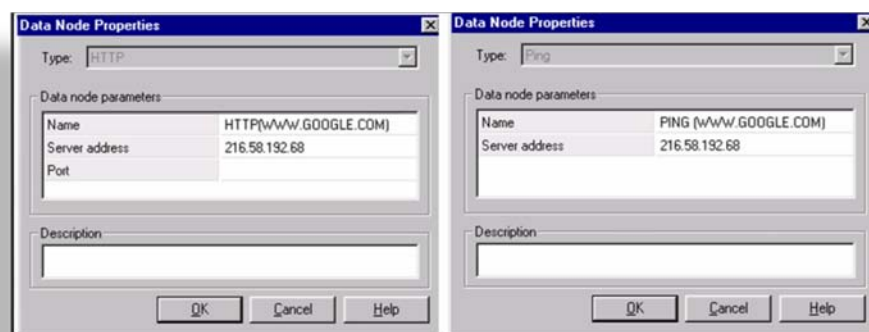 Data Node Properties
Type: HTTP
Data node parameters
Name HTTP(WWW.GOOGLE.COM)
Server address 216.58.192.68
Port
Description
OK Cancel Help
Data Node Properties
Type: Ping
Data node parameters
Name PING (WWW.GOOGLE.COM)
Server address 216.58.192.68
Description
OK Cancel Help